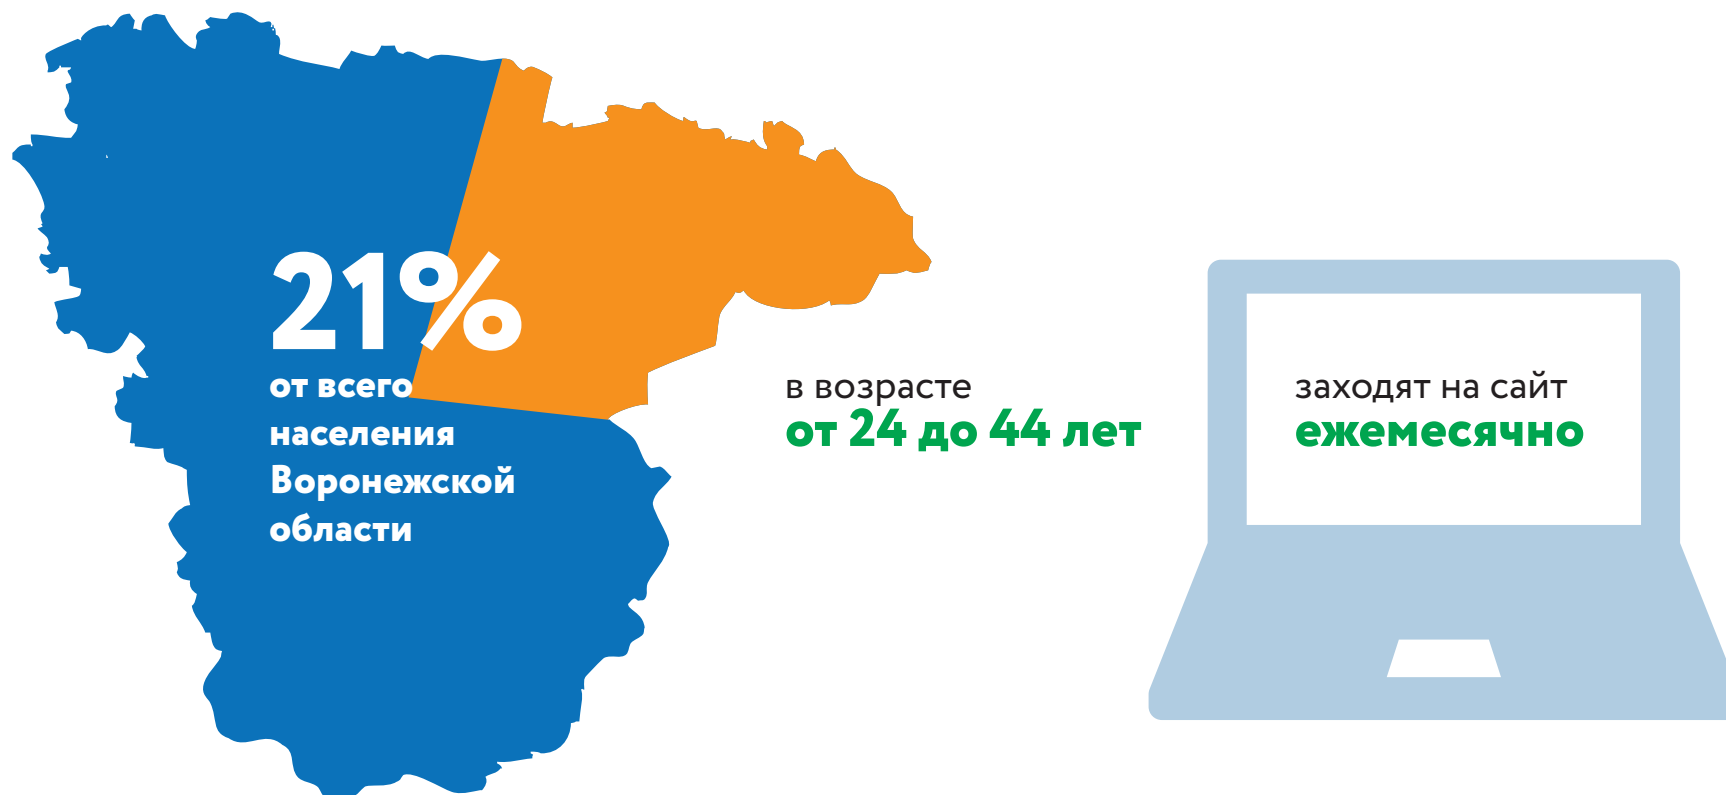 21%
от всего
населения
Воронежской
области
в возрасте
от 24 до 44 лет
заходят на сайт
ежемесячно